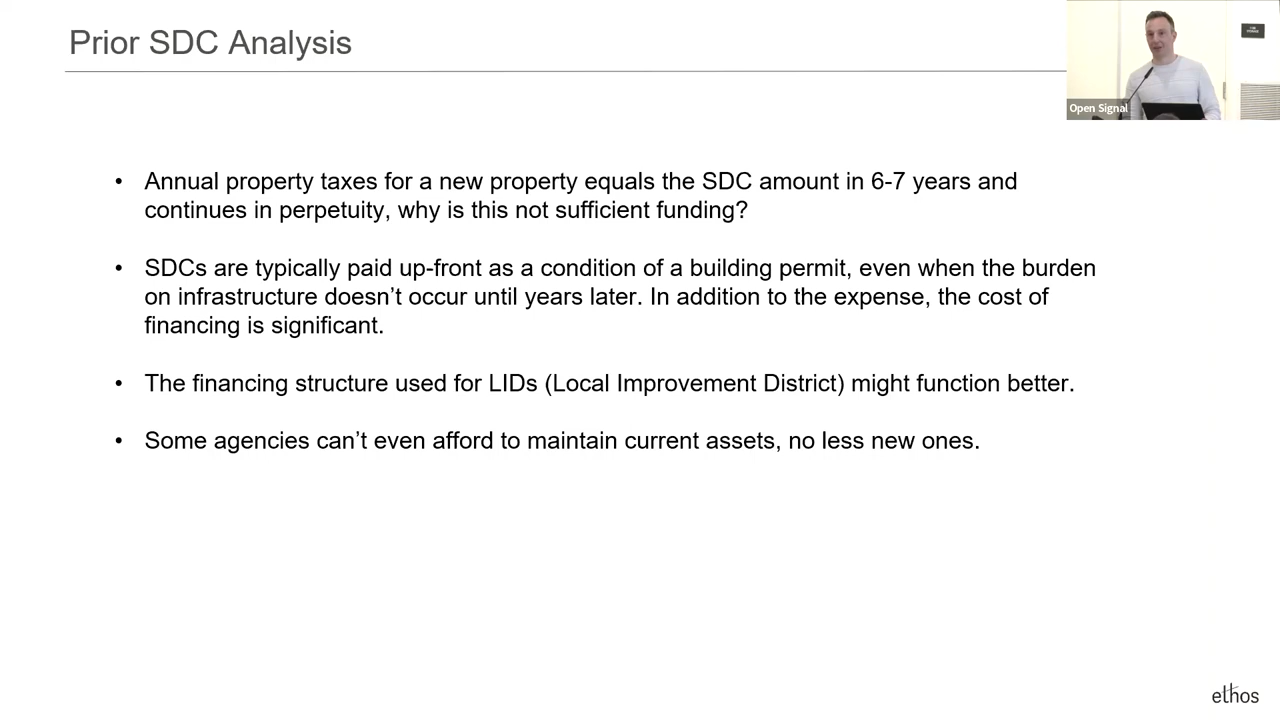 Prior SDC Analysis
Open Signal
• Annual property taxes for a new property equals the SDC amount in 6-7 years and
continues in perpetuity, why is this not sufficient funding?
• SDCs are typically paid up-front as a condition of a building permit, even when the burden
on infrastructure doesn't occur until years later. In addition to the expense, the cost of
financing is significant.
• The financing structure used for LIDs (Local Improvement District) might function better.
• Some agencies can't even afford to maintain current assets, no less new ones.
ethos